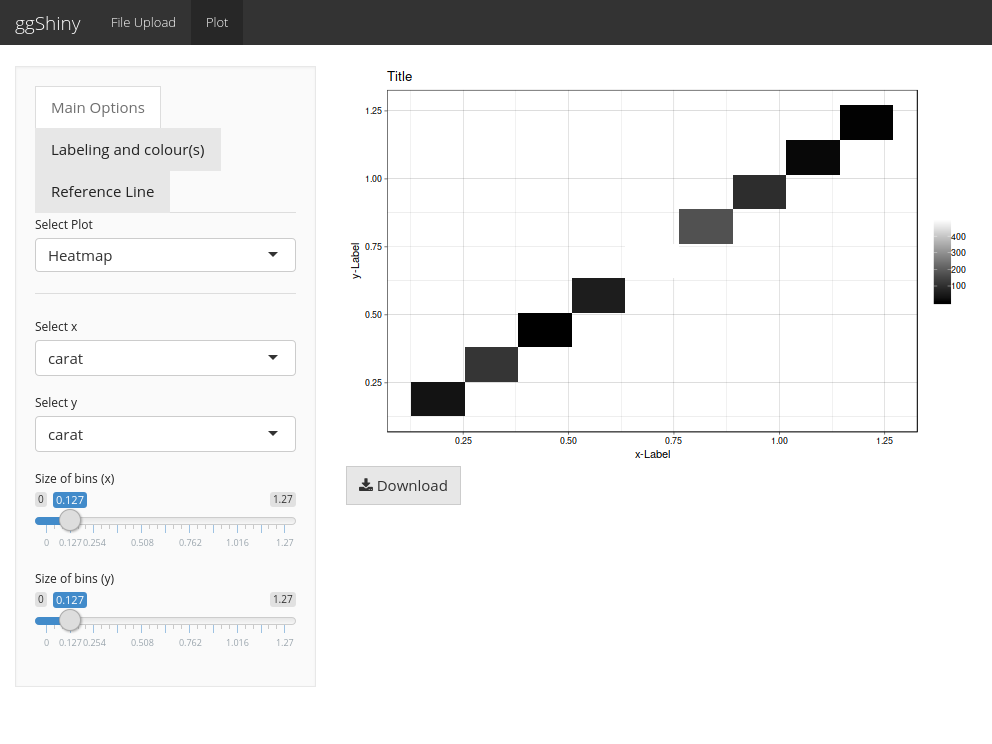 ggShiny File Upload Plot
Main Options
Labeling and colour(s)
Reference Line
Select Plot
Heatmap
Select x
carat
Select y
carat
Size of bins (x)
0 0.127 1.27
0 0.127 0.254 0.508 0.762 1.016 1.27
Size of bins (y)
0 0.127 1.27
0 0.127 0.254 0.508 0.762 1.016 1.27
Title
y-Label
1.25
1.00
0.75
0.50
0.25
0.25 0.50 0.75 1.00 1.25
x-Label
400
300
200
100
Download